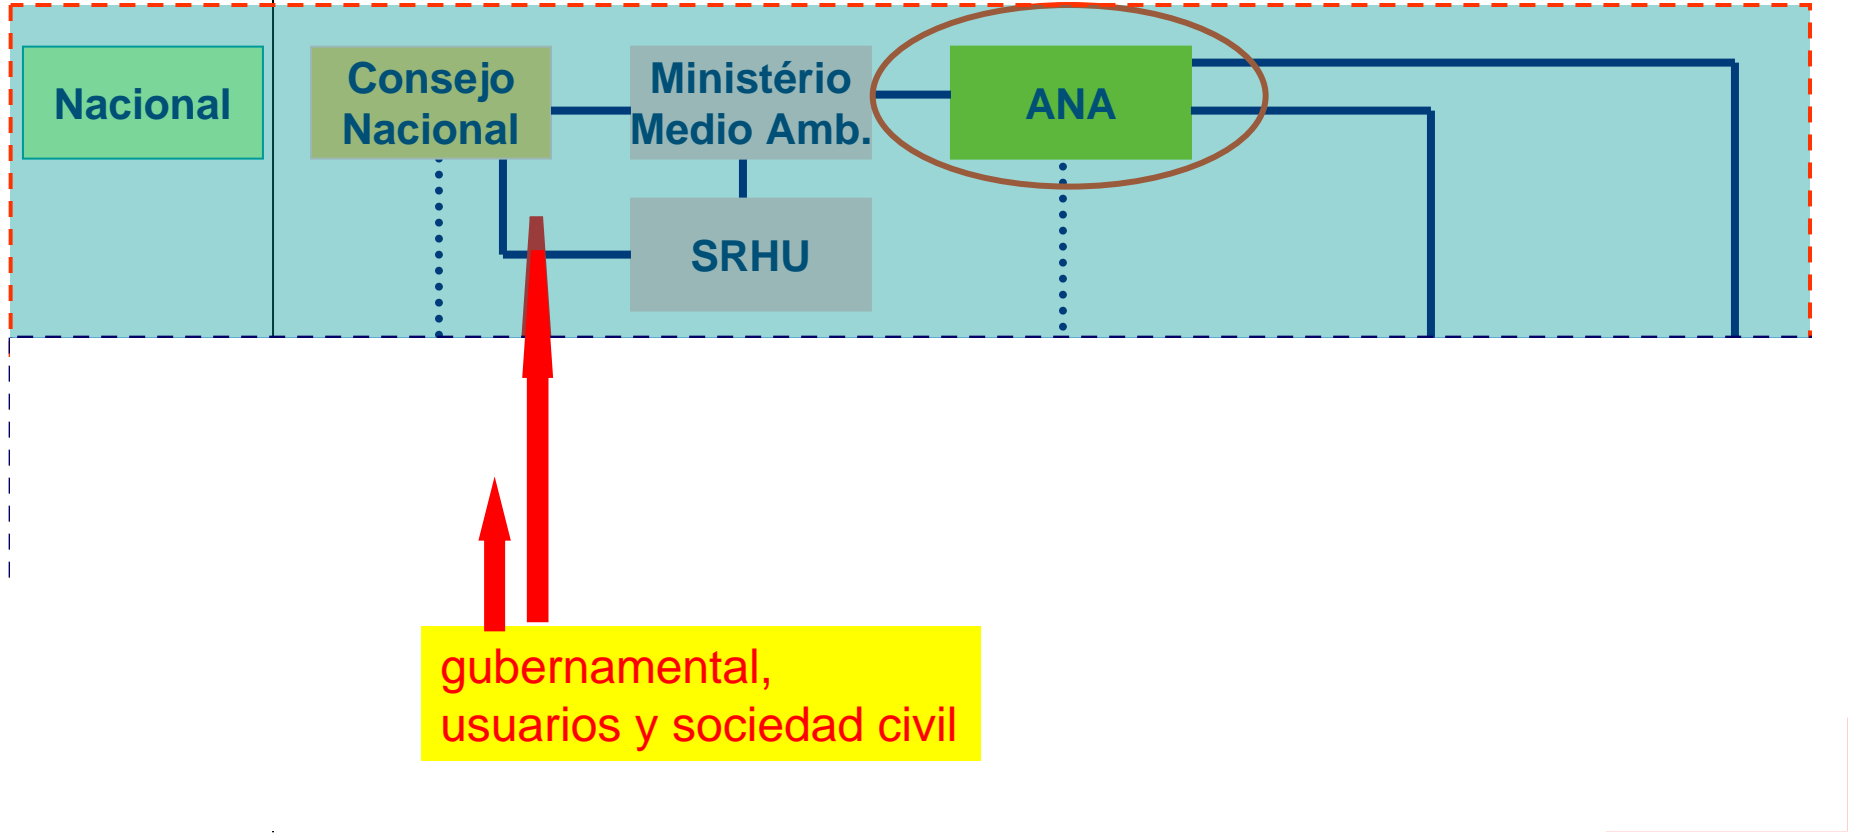 Nacional
Consejo
Nacional
Ministério
Medio Amb.
ANA
SRHU
gubernamental,
usuarios y sociedad civil